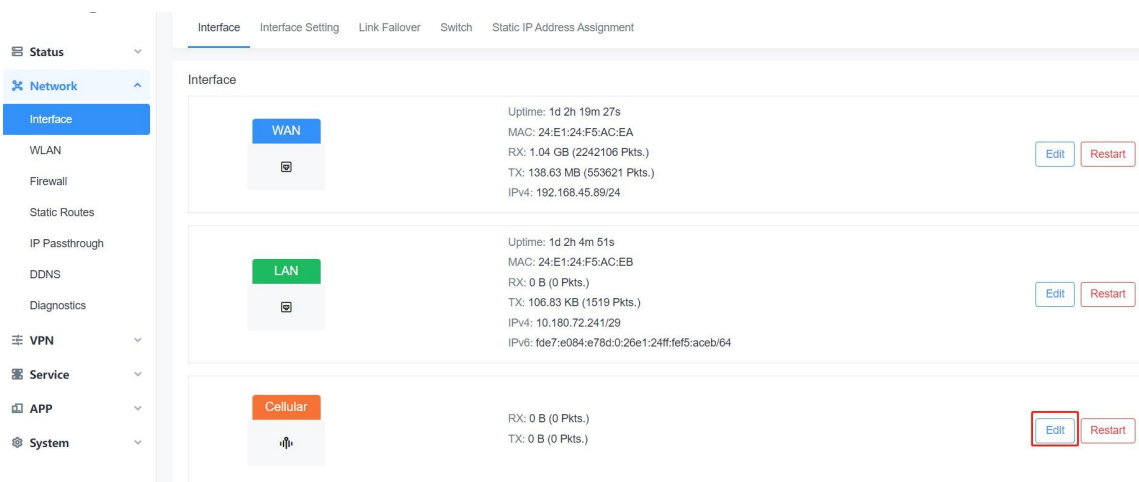 Status
Network
Interface
WLAN
Firewall
Static Routes
IP Passthrough
DDNS
Diagnostics
VPN
Service
APP
System
Interface Interface Setting Link Failover Switch Static IP Address Assignment
Interface
WAN
Uptime: 1d 2h 19m 27s
MAC: 24:E1:24:F5:AC:EA
RX: 1.04 GB (2242106 Pkts.)
TX: 138.63 MB (553621 Pkts.)
IPv4: 192.168.45.89/24
Edit Restart
LAN
Uptime: 1d 2h 4m 51s
MAC: 24:E1:24:F5:AC:EB
RX: 0 B (0 Pkts.)
TX: 106.83 KB (1519 Pkts.)
IPv4: 10.180.72.241/29
IPv6: fde7:e084:e78d:0:26e1:24ff:fef5:aceb/64
Edit Restart
Cellular
RX: 0 B (0 Pkts.)
TX: 0 B (0 Pkts.)
Edit Restart